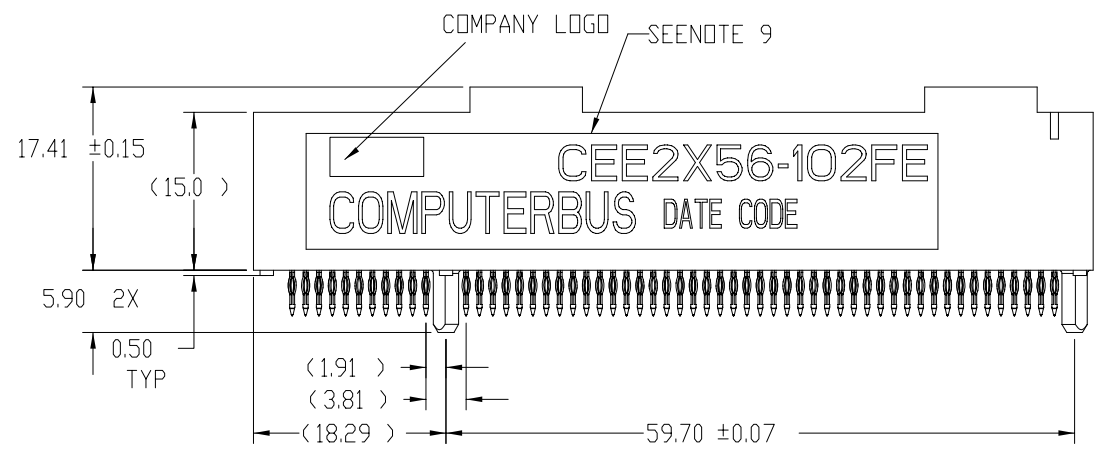 COMPANY LOGO
SEENOTE 9
17.41 ±0.15
(15.0 )
CEE2X56-102FE
COMPUTERBUS DATE CODE
5.90 2X
0.50
TYP
(1.91 )
(3.81 )
(18.29 )
59.70 ±0.07